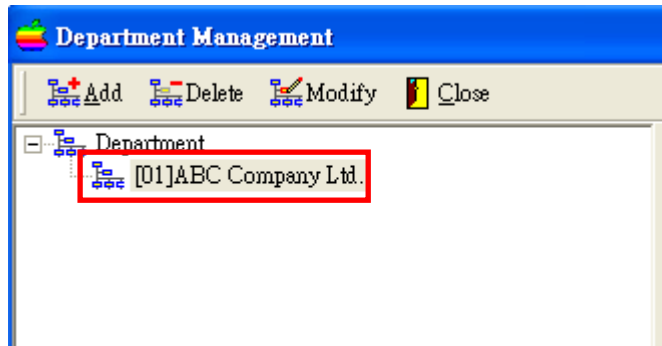 Department Management
Add Delete Modify Close
Department
[01]ABC Company Ltd.